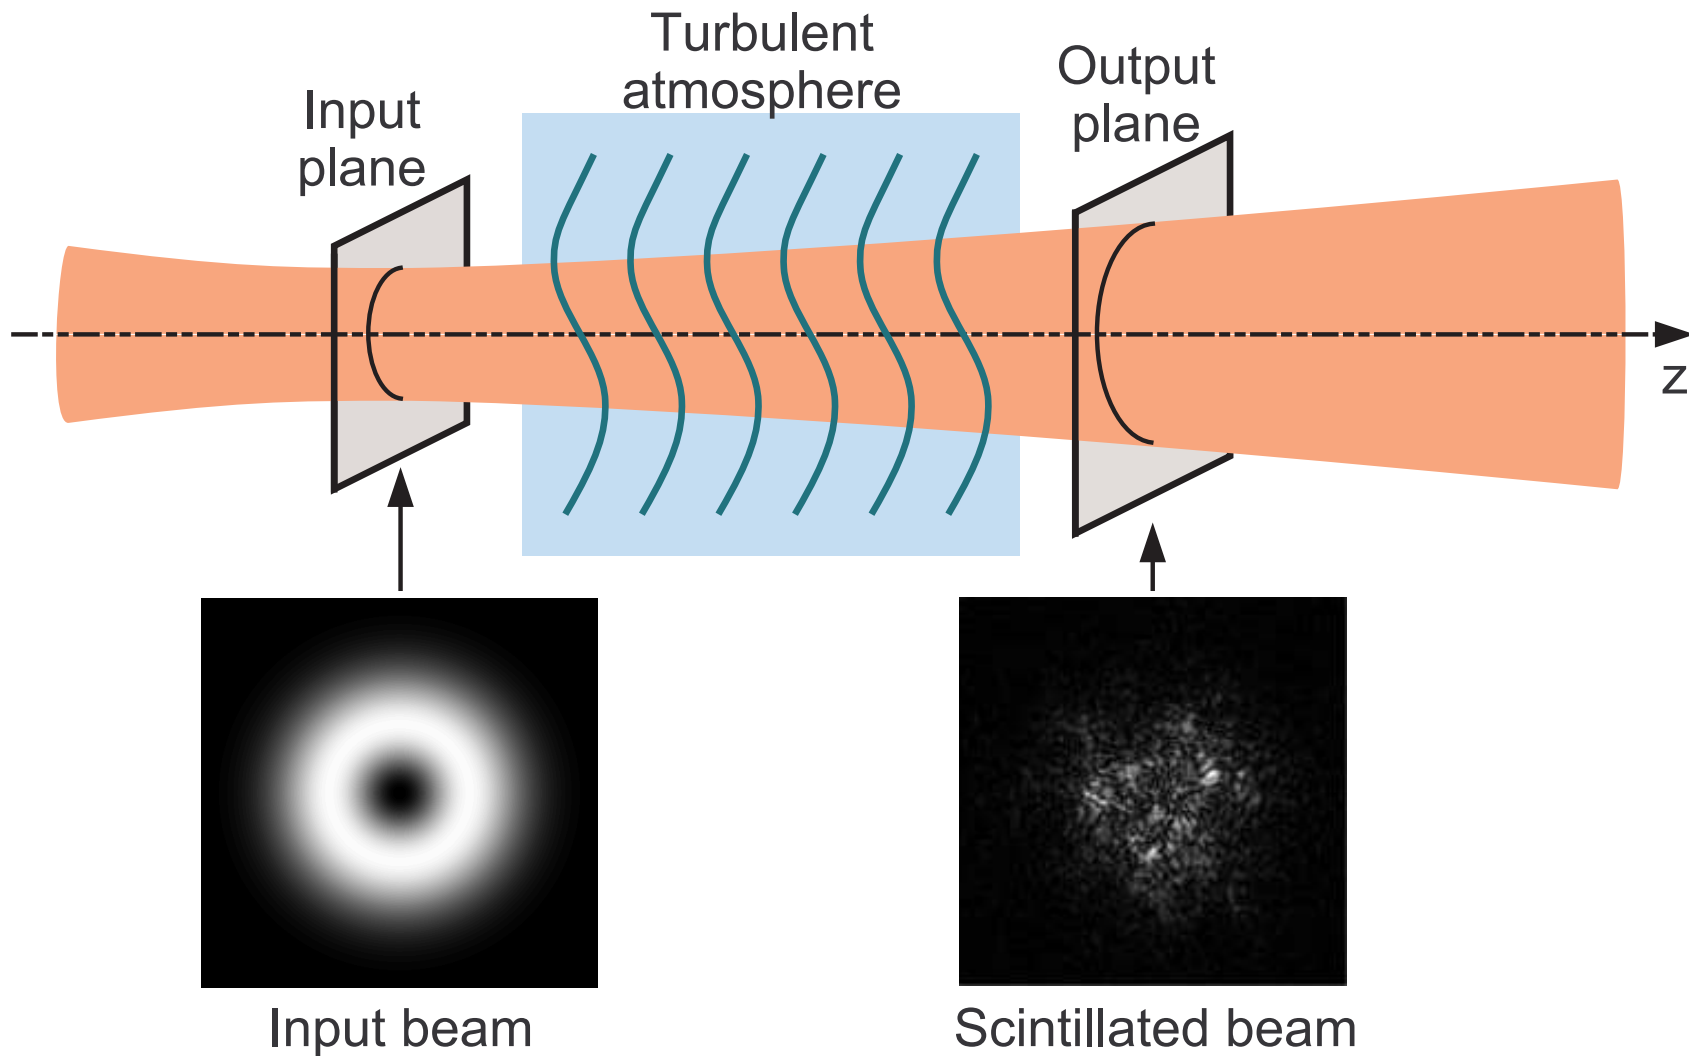 Turbulent
atmosphere
Output
plane
Input
plane
z
Input beam
Scintillated beam